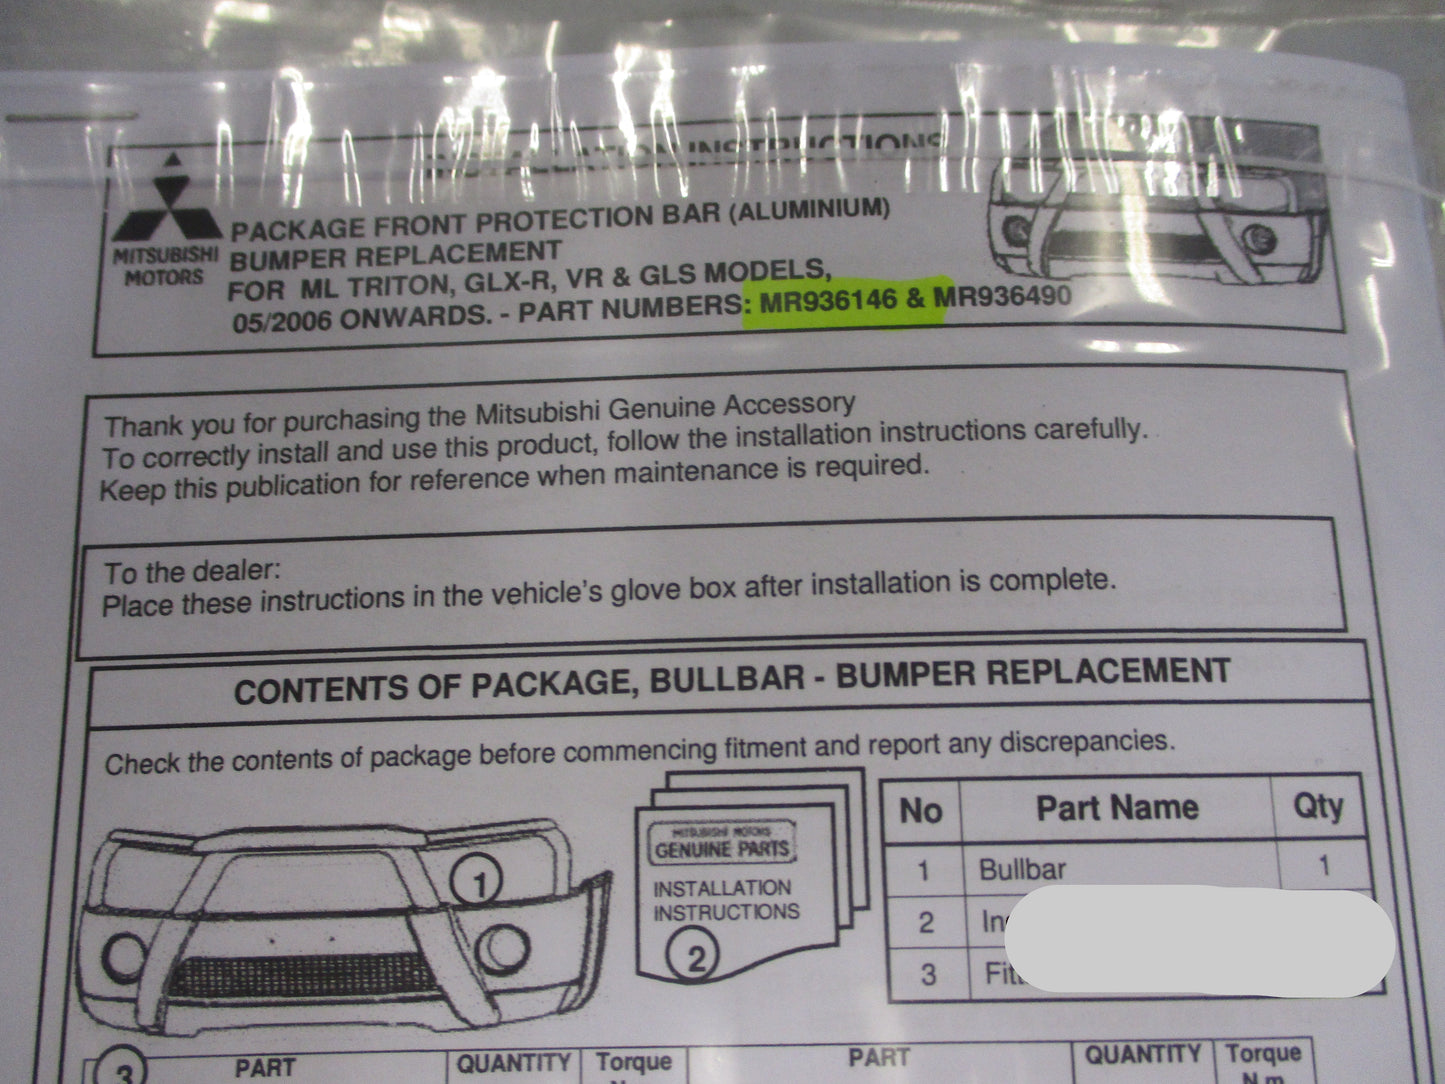 INSTALLATION INSTRUCTIONS
MITSUBISHI
MOTORS
PACKAGE FRONT PROTECTION BAR (ALUMINIUM)
BUMPER REPLACEMENT
FOR ML TRITON, GLX-R, VR & GLS MODELS,
05/2006 ONWARDS. - PART NUMBERS: MR936146 & MR936490
Thank you for purchasing the Mitsubishi Genuine Accessory
To correctly install and use this product, follow the installation instructions carefully.
Keep this publication for reference when maintenance is required.
To the dealer:
Place these instructions in the vehicle's glove box after installation is complete.
CONTENTS OF PACKAGE, BULLBAR - BUMPER REPLACEMENT
Check the contents of package before commencing fitment and report any discrepancies.
1
MITSUBISHI MOTORS
GENUINE PARTS
INSTALLATION
INSTRUCTIONS
2
No Part Name Qty
1 Bullbar 1
2
3
3 PART QUANTITY Torque PART QUANTITY Torque
N.m